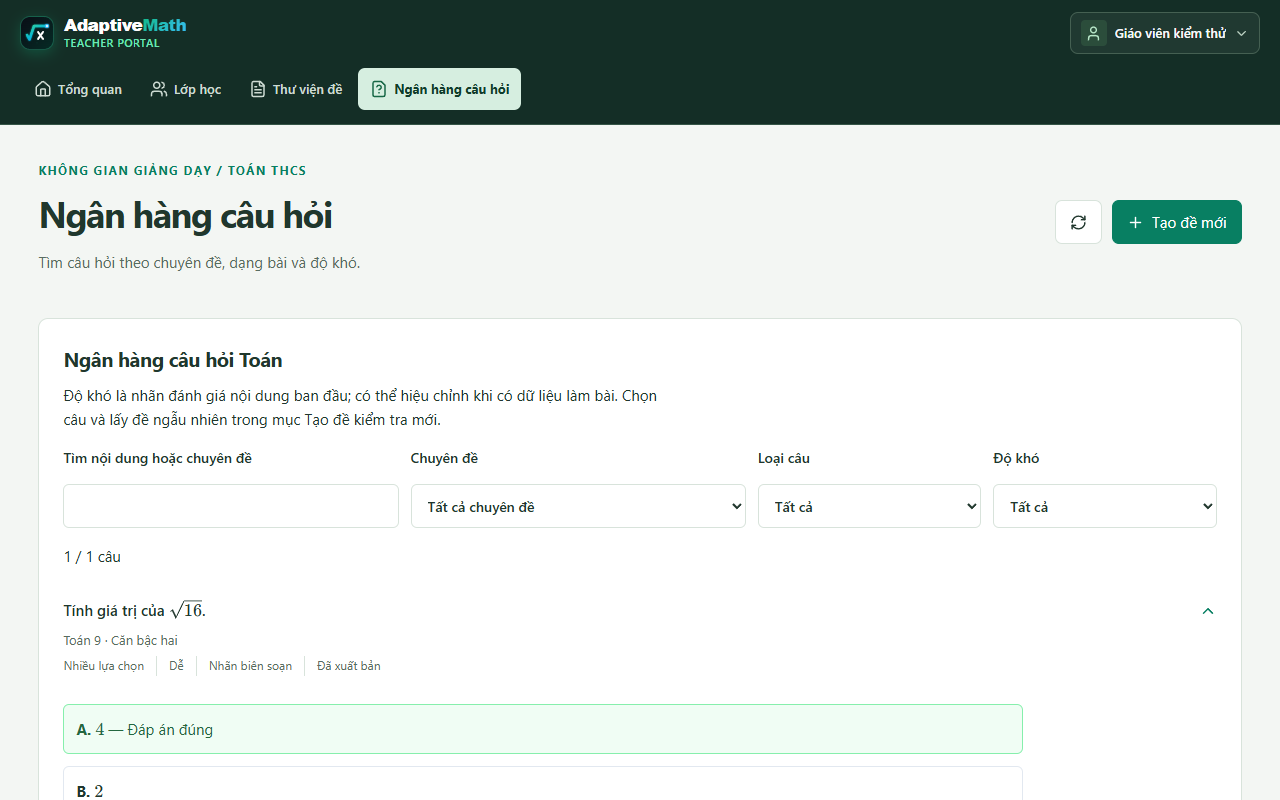 AdaptiveMath
TEACHER PORTAL
Giáo viên kiểm thử
Tổng quan
Lớp học
Thư viện đề
Ngân hàng câu hỏi
KHÔNG GIAN GIẢNG DẠY / TOÁN THCS
Ngân hàng câu hỏi
Tạo đề mới
Tìm câu hỏi theo chuyên đề, dạng bài và độ khó.
Ngân hàng câu hỏi Toán
Độ khó là nhãn đánh giá nội dung ban đầu; có thể hiệu chỉnh khi có dữ liệu làm bài. Chọn
câu và lấy đề ngẫu nhiên trong mục Tạo đề kiểm tra mới.
Tìm nội dung hoặc chuyên đề
Chuyên đề
Loại câu
Độ khó
Tất cả chuyên đề
Tất cả
Tất cả
1 / 1 câu
Tính giá trị của √16.
Toán 9 · Căn bậc hai
Nhiều lựa chọn
Dễ
Nhãn biên soạn
Đã xuất bản
A. 4 — Đáp án đúng
B. 2